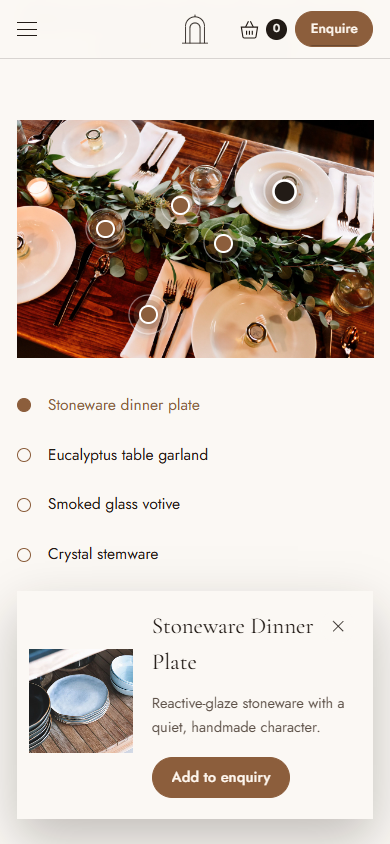 0
Enquire
Stoneware dinner plate
Eucalyptus table garland
Smoked glass votive
Crystal stemware
Stoneware Dinner
Plate
Reactive-glaze stoneware with a
quiet, handmade character.
Add to enquiry